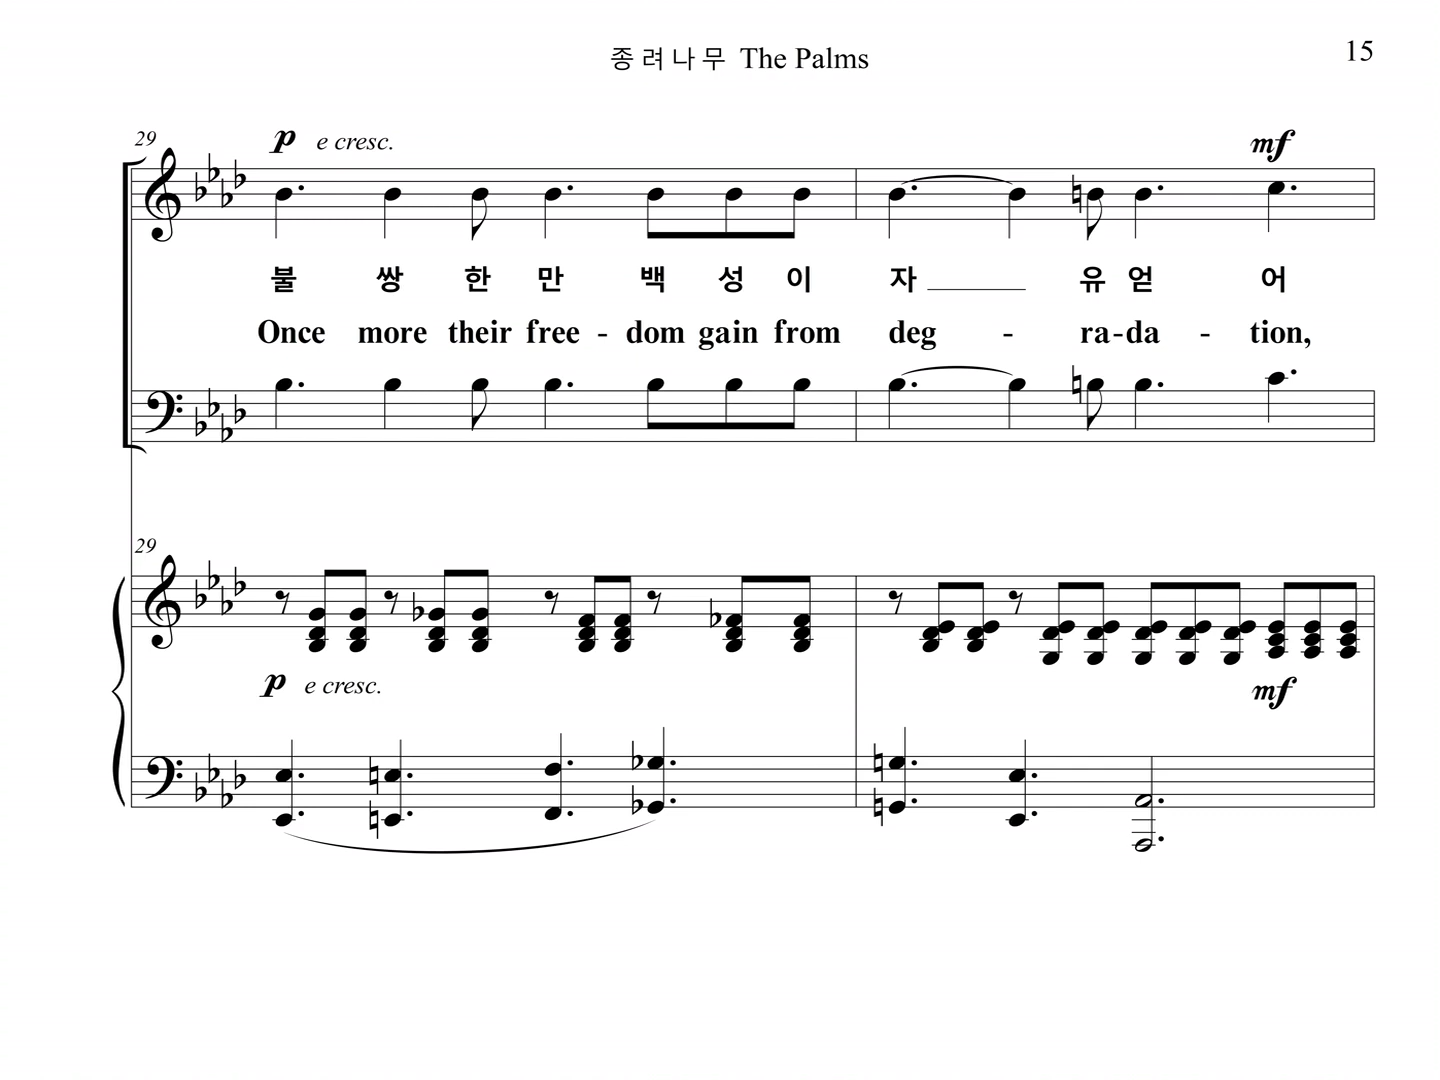 종려나무 The Palms
15
29
p e cresc. mf
불 쌍 한 만 백 성 이 자 ____ 유 얻 어
Once more their free - dom gain from deg - ra-da - tion,
29
p e cresc. mf